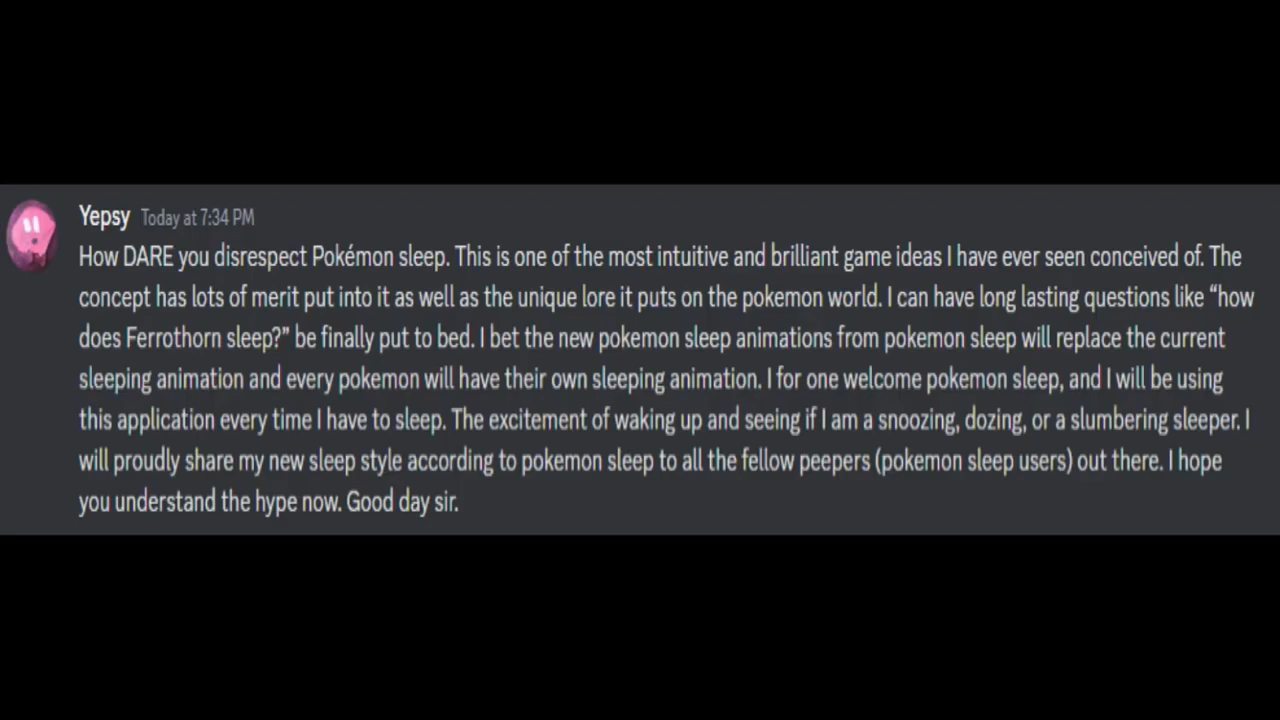 Yepsy Today at 7:34 PM
How DARE you disrespect Pokémon sleep. This is one of the most intuitive and brilliant game ideas I have ever seen conceived of. The
concept has lots of merit put into it as well as the unique lore it puts on the pokemon world. I can have long lasting questions like “how
does Ferrothorn sleep?” be finally put to bed. I bet the new pokemon sleep animations from pokemon sleep will replace the current
sleeping animation and every pokemon will have their own sleeping animation. I for one welcome pokemon sleep, and I will be using
this application every time I have to sleep. The excitement of waking up and seeing if I am a snoozing, dozing, or a slumbering sleeper. I
will proudly share my new sleep style according to pokemon sleep to all the fellow peepers (pokemon sleep users) out there. I hope
you understand the hype now. Good day sir.